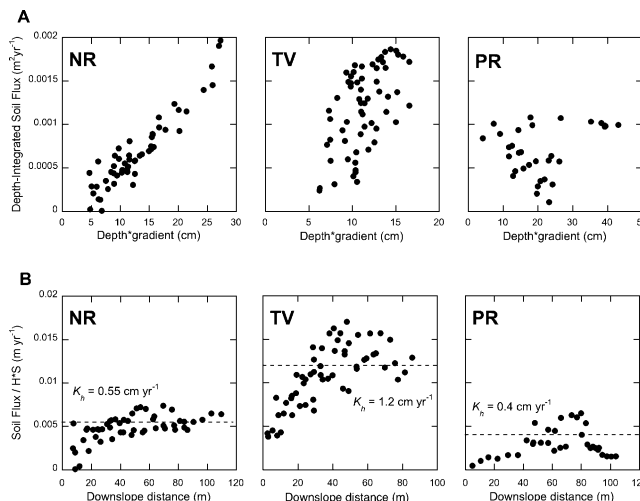 A
NR
TV
PR
Depth-Integrated Soil Flux (m²yr⁻¹)
0.002
0.0015
0.001
0.0005
0
0 5 10 15 20 25 30
Depth*gradient (cm)
0 5 10 15 20
Depth*gradient (cm)
0 10 20 30 40 50
Depth*gradient (cm)
B
NR
TV
PR
Soil Flux / H*S (m yr⁻¹)
0.02
0.015
0.01
0.005
0
Kh = 0.55 cm yr⁻¹
Kh = 1.2 cm yr⁻¹
Kh = 0.4 cm yr⁻¹
0 20 40 60 80 100 120
Downslope distance (m)
0 20 40 60 80 100
Downslope distance (m)
0 20 40 60 80 100 120
Downslope distance (m)